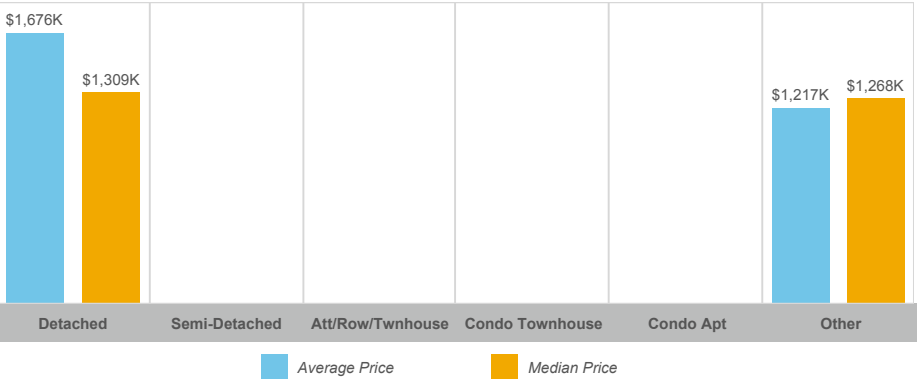 $1,676K
$1,309K
$1,217K
$1,268K
Detached Semi-Detached Att/Row/Twnhouse Condo Townhouse Condo Apt Other
Average Price Median Price